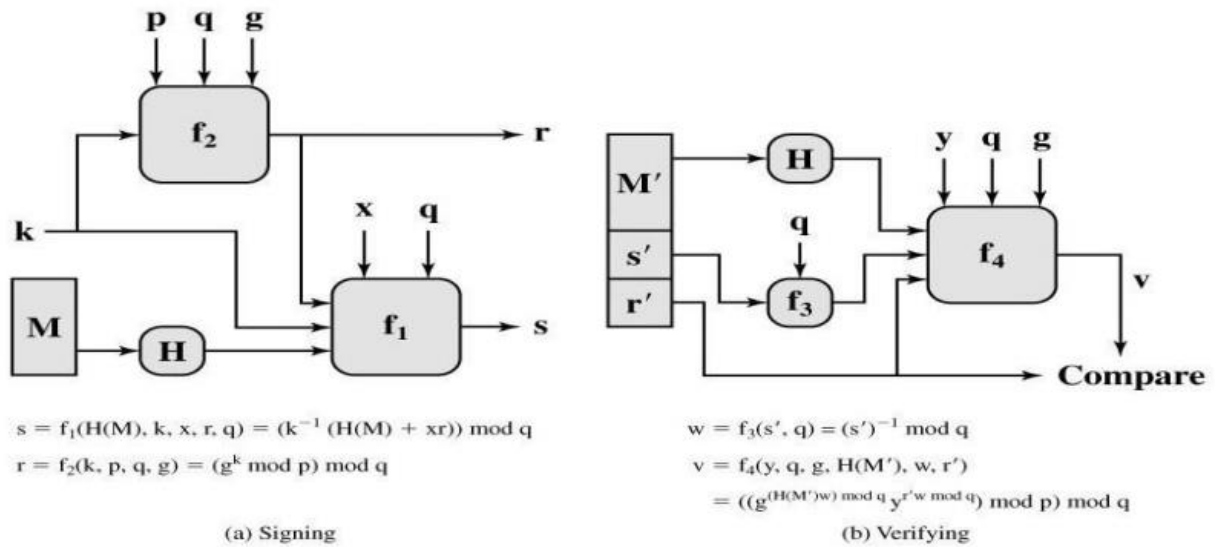 p q g
f₂
r
k
x q
M
H
f₁
s
s = f₁(H(M), k, x, r, q) = (k⁻¹ (H(M) + xr)) mod q
r = f₂(k, p, q, g) = (gᵏ mod p) mod q
(a) Signing
y q g
M′
H
q
s′
f₄
f₃
r′
v
Compare
w = f₃(s′, q) = (s′)⁻¹ mod q
v = f₄(y, q, g, H(M′), w, r′)
= ((g^(H(M′)w) mod q y^r′w mod q) mod p) mod q
(b) Verifying